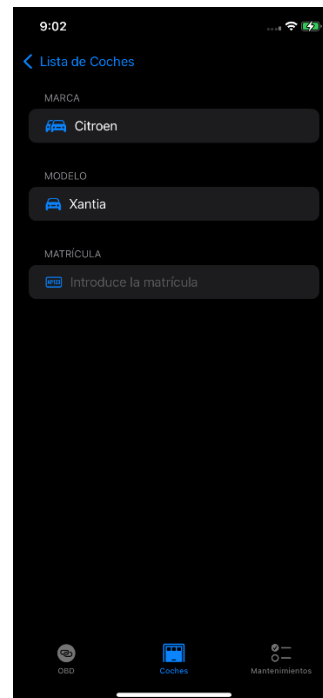 9:02
Lista de Coches
MARCA
Citroen
MODELO
Xantia
MATRÍCULA
Introduce la matrícula
OBD
Coches
Mantenimientos